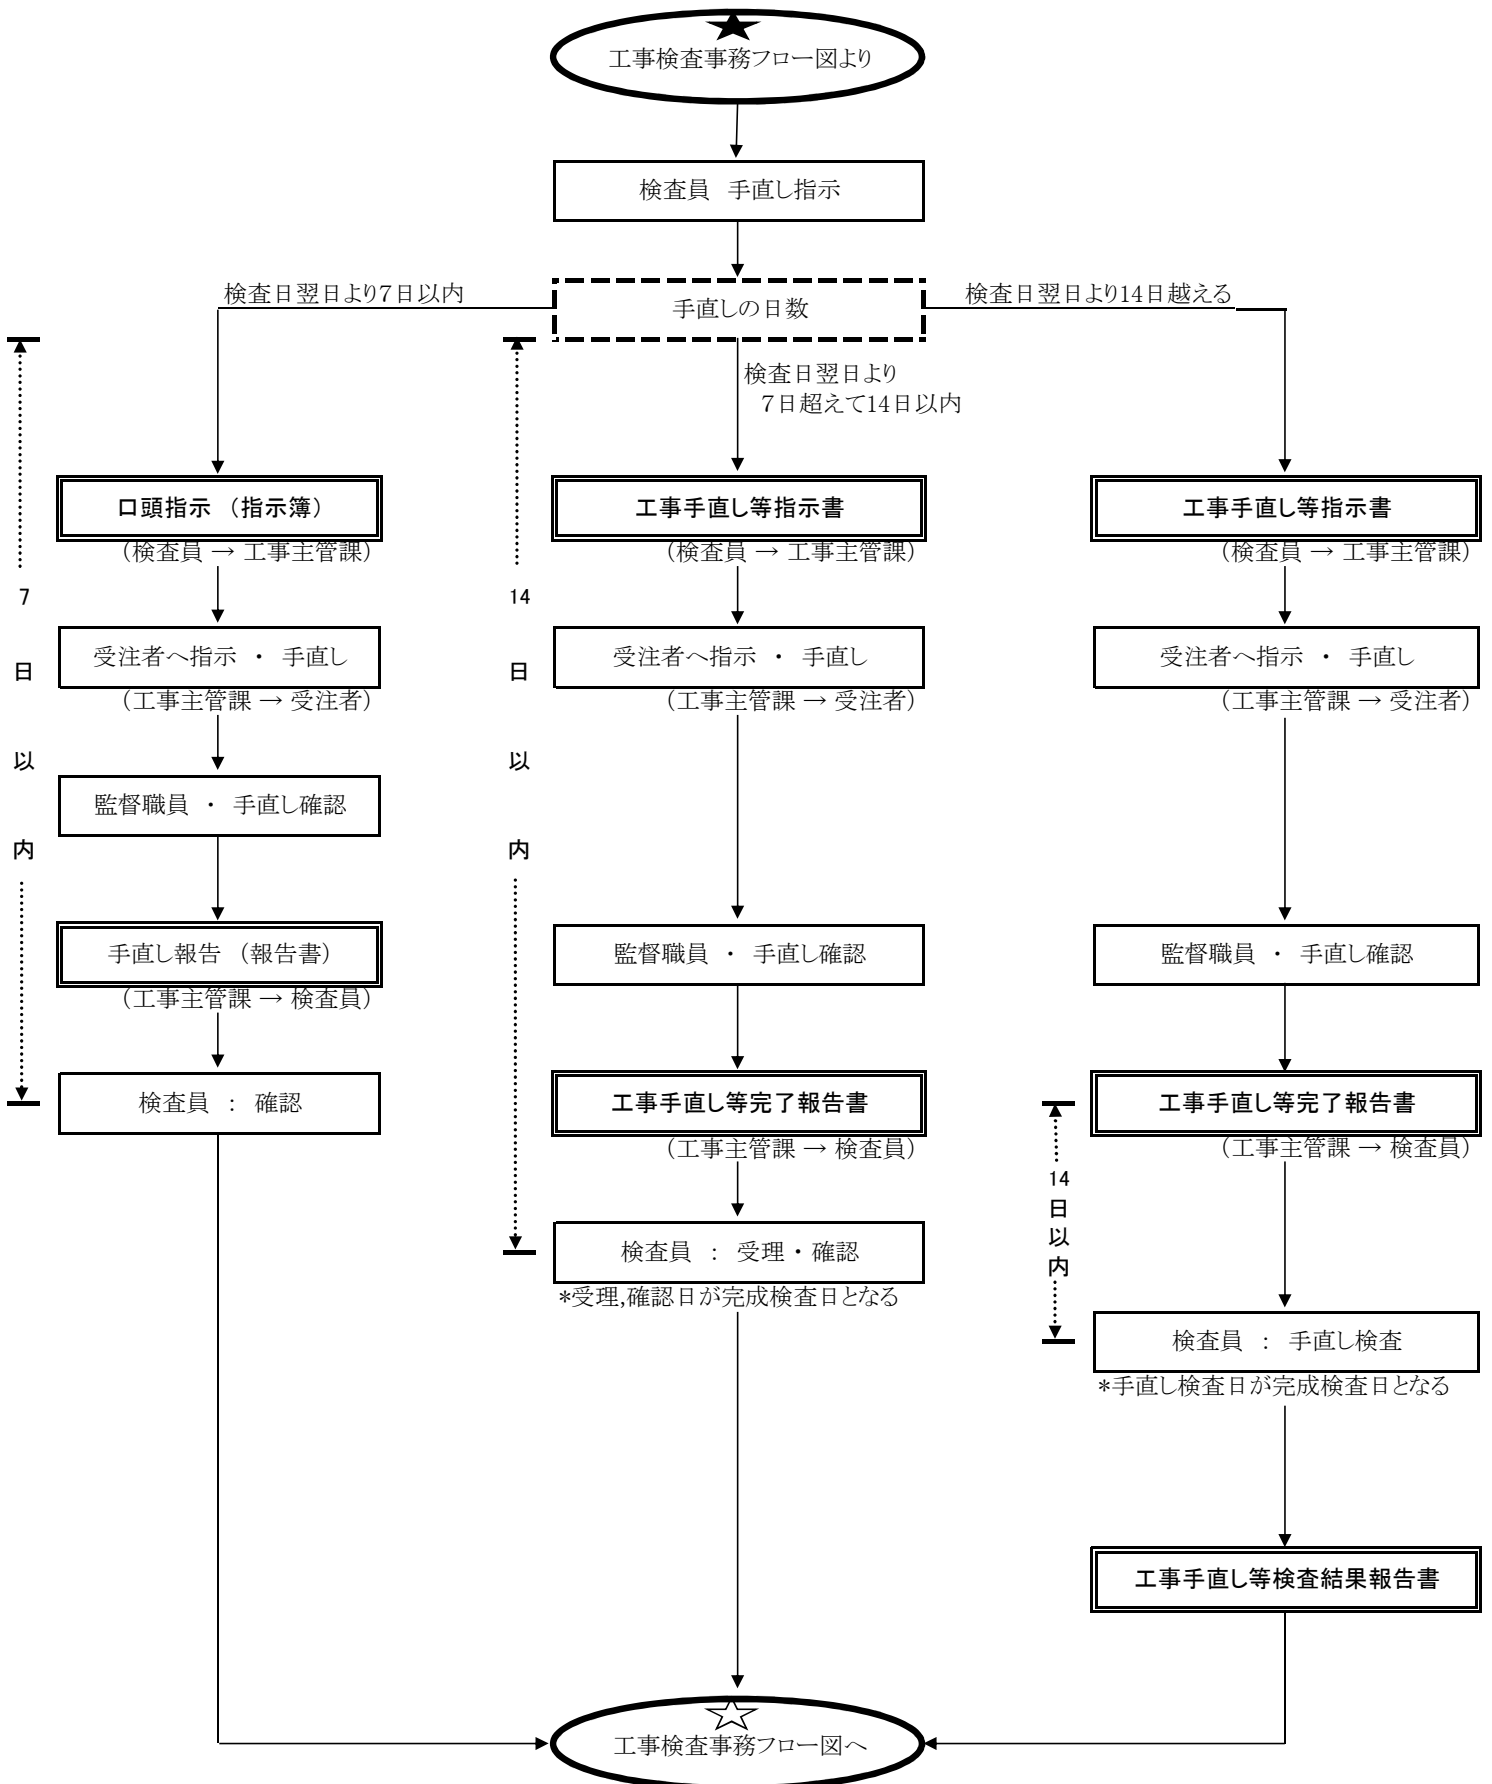 ★
工事検査事務フロー図より
検査員　手直し指示
手直しの日数
検査日翌日より7日以内
検査日翌日より14日越える
検査日翌日より
7日超えて14日以内
口頭指示 （指示簿）
（検査員 → 工事主管課）
受注者へ指示 ・ 手直し
（工事主管課 → 受注者）
監督職員 ・ 手直し確認
手直し報告 （報告書）
（工事主管課 → 検査員）
検査員 ： 確認
7日以内
工事手直し等指示書
（検査員 → 工事主管課）
受注者へ指示 ・ 手直し
（工事主管課 → 受注者）
監督職員 ・ 手直し確認
工事手直し等完了報告書
（工事主管課 → 検査員）
検査員 ： 受理・確認
*受理,確認日が完成検査日となる
14日以内
工事手直し等指示書
（検査員 → 工事主管課）
受注者へ指示 ・ 手直し
（工事主管課 → 受注者）
監督職員 ・ 手直し確認
工事手直し等完了報告書
（工事主管課 → 検査員）
14日以内
検査員 ： 手直し検査
*手直し検査日が完成検査日となる
工事手直し等検査結果報告書
☆
工事検査事務フロー図へ